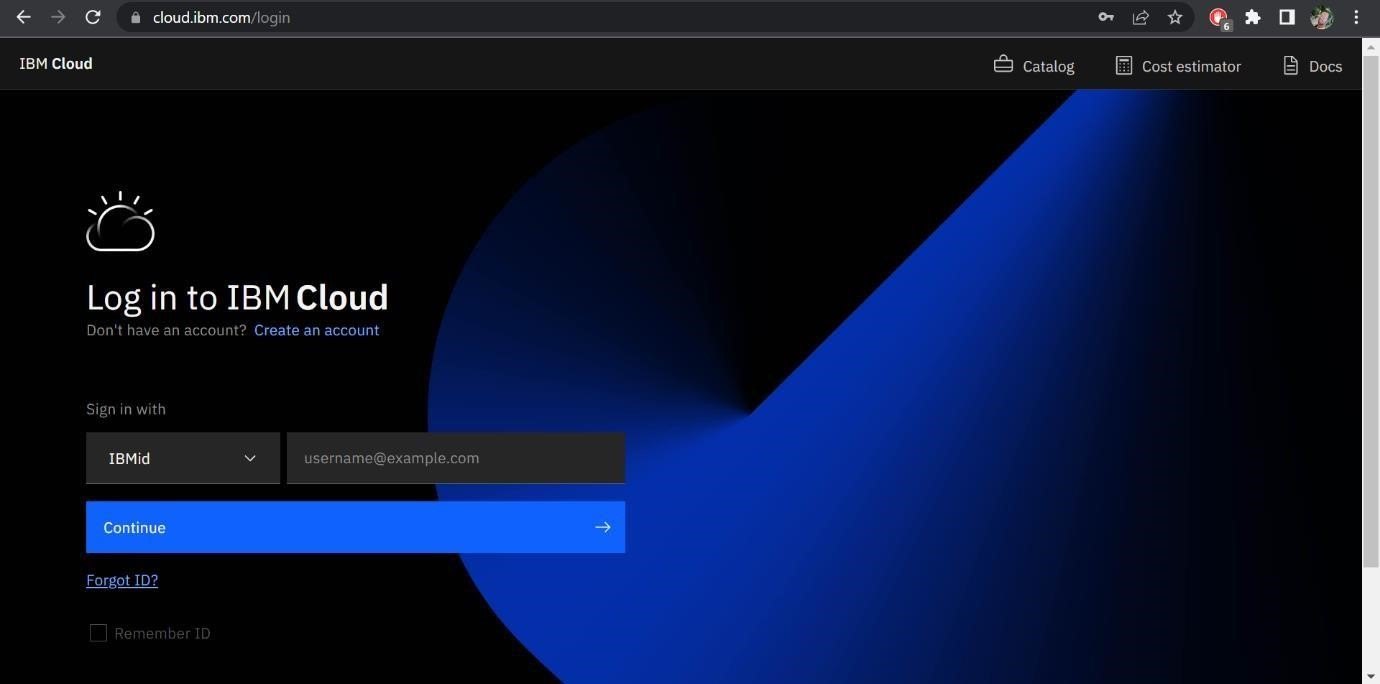 cloud.ibm.com/login
6
IBM Cloud
Catalog
Cost estimator
Docs
Log in to IBM Cloud
Don't have an account? Create an account
Sign in with
IBMid
username@example.com
Continue
Forgot ID?
Remember ID